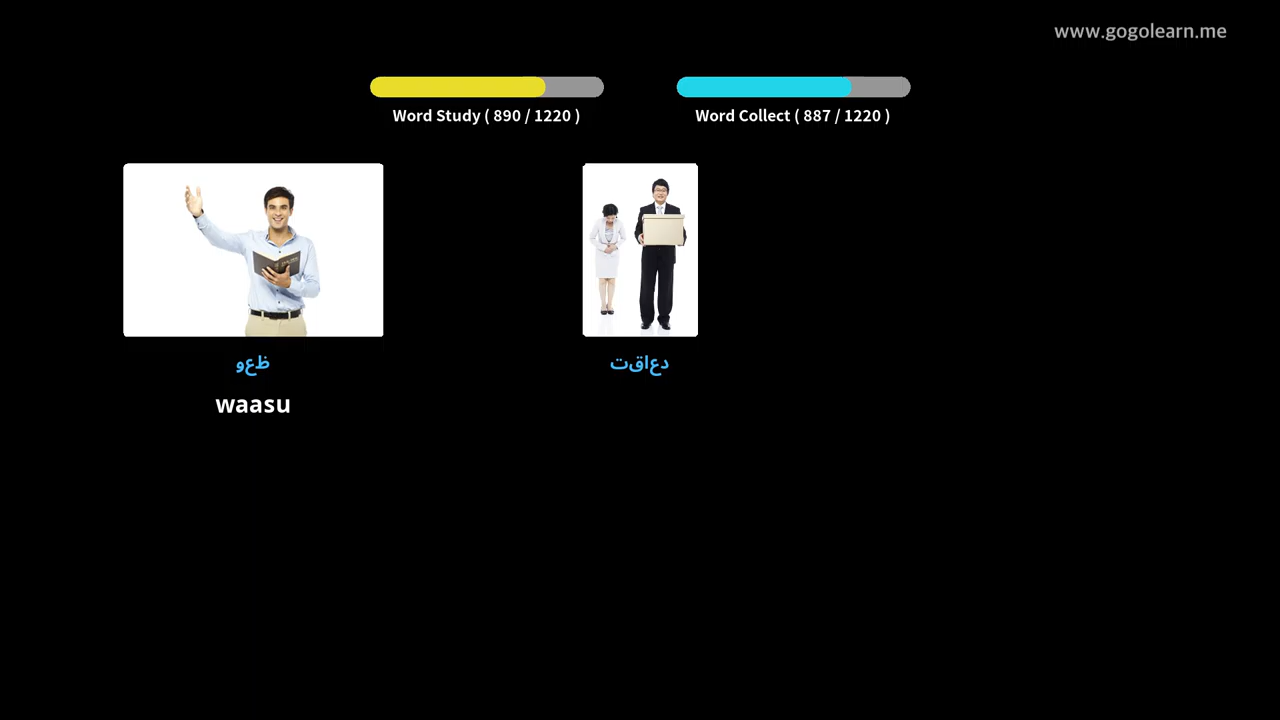 www.gogolearn.me
Word Study ( 890 / 1220 )
Word Collect ( 887 / 1220 )
ظعو
دعاقت
waasu